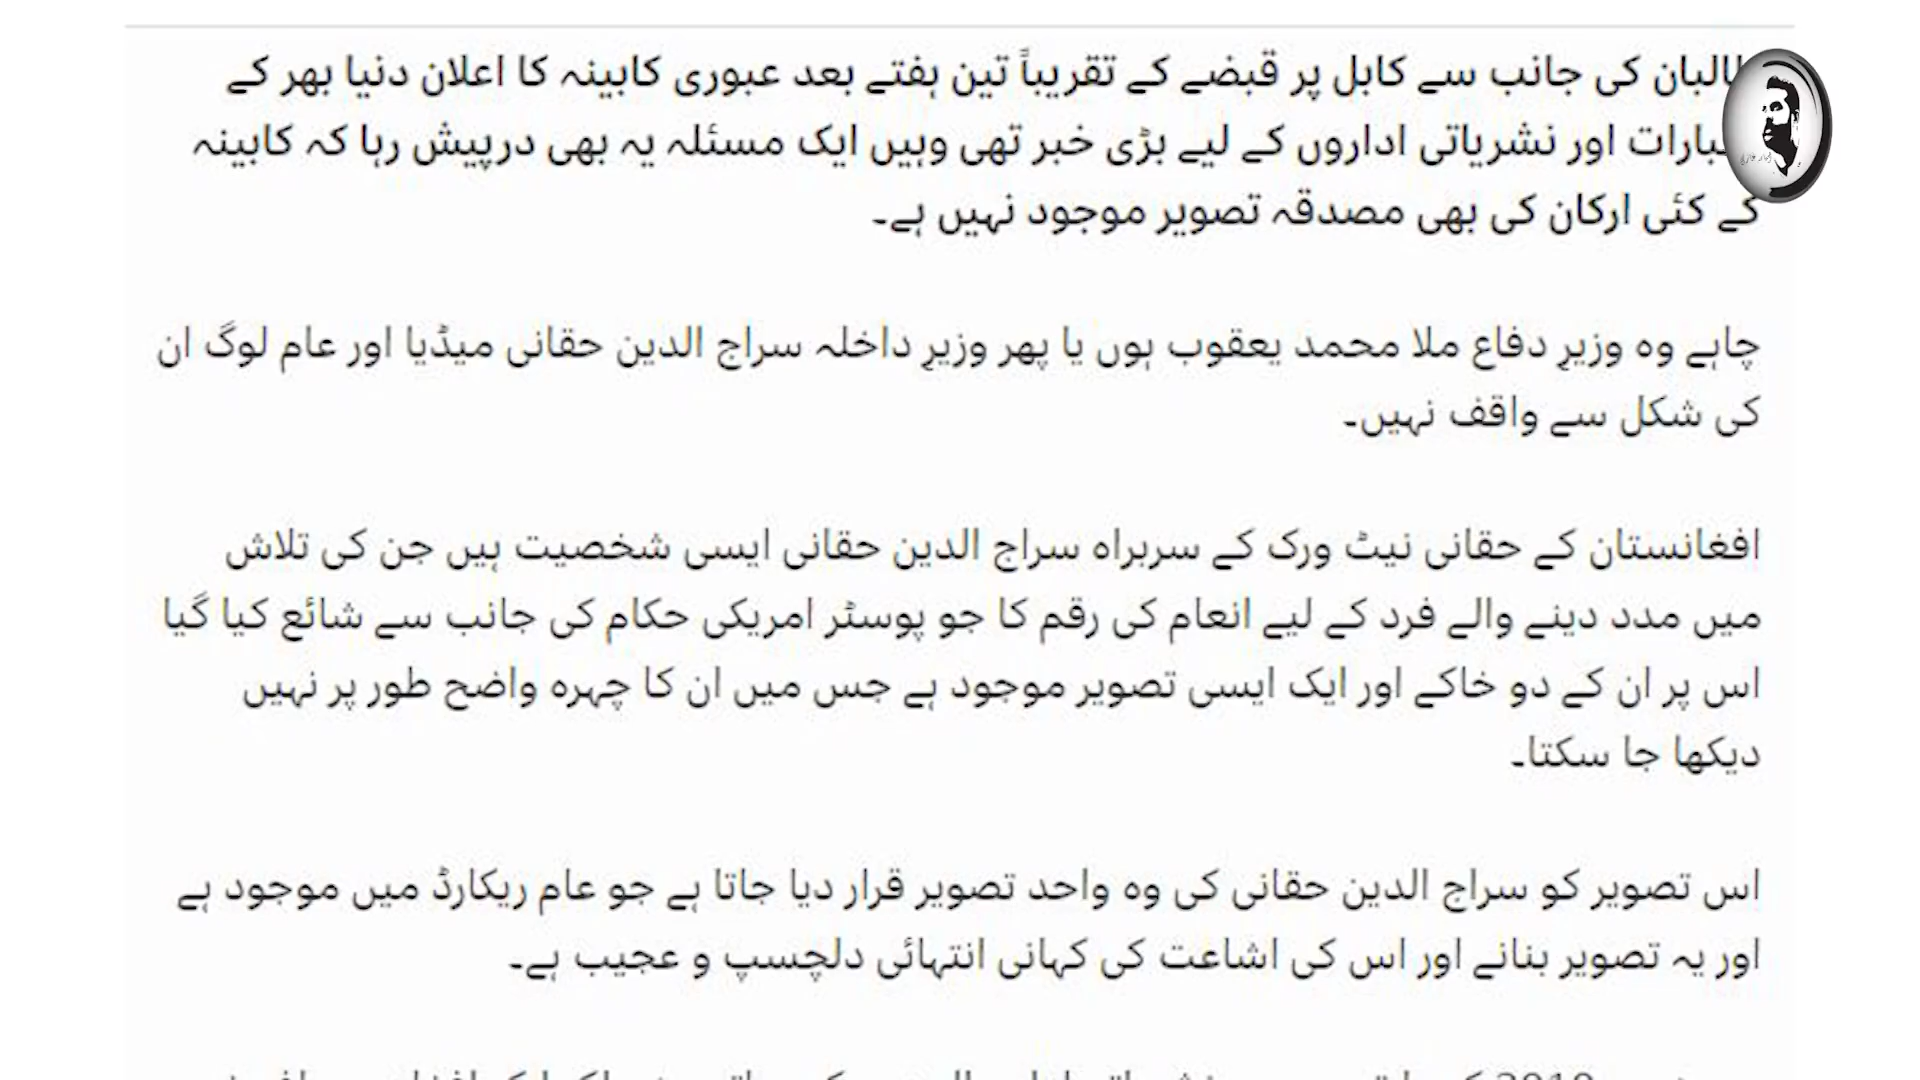 طالبان کی جانب سے کابل پر قبضے کے تقریباً تین ہفتے بعد عبوری کابینہ کا اعلان دنیا بھر کے
اور نشریاتی اداروں کے لیے بڑی خبر تھی وہیں ایک مسئلہ یہ بھی درپیش رہا کہ کابینہ
کے کئی ارکان کی بھی مصدقہ تصویر موجود نہیں ہے۔
چاہے وہ وزیرِ دفاع ملا محمد یعقوب ہوں یا پھر وزیرِ داخلہ سراج الدین حقانی میڈیا اور عام لوگ ان
کی شکل سے واقف نہیں۔
افغانستان کے حقانی نیٹ ورک کے سربراہ سراج الدین حقانی ایسی شخصیت ہیں جن کی تلاش
میں مدد دینے والے فرد کے لیے انعام کی رقم کا جو پوسٹر امریکی حکام کی جانب سے شائع کیا گیا
اس پر ان کے دو خاکے اور ایک ایسی تصویر موجود ہے جس میں ان کا چہرہ واضح طور پر نہیں
دیکھا جا سکتا۔
اس تصویر کو سراج الدین حقانی کی وہ واحد تصویر قرار دیا جاتا ہے جو عام ریکارڈ میں موجود ہے
اور یہ تصویر بنانے اور اس کی اشاعت کی کہانی انتہائی دلچسپ و عجیب ہے۔